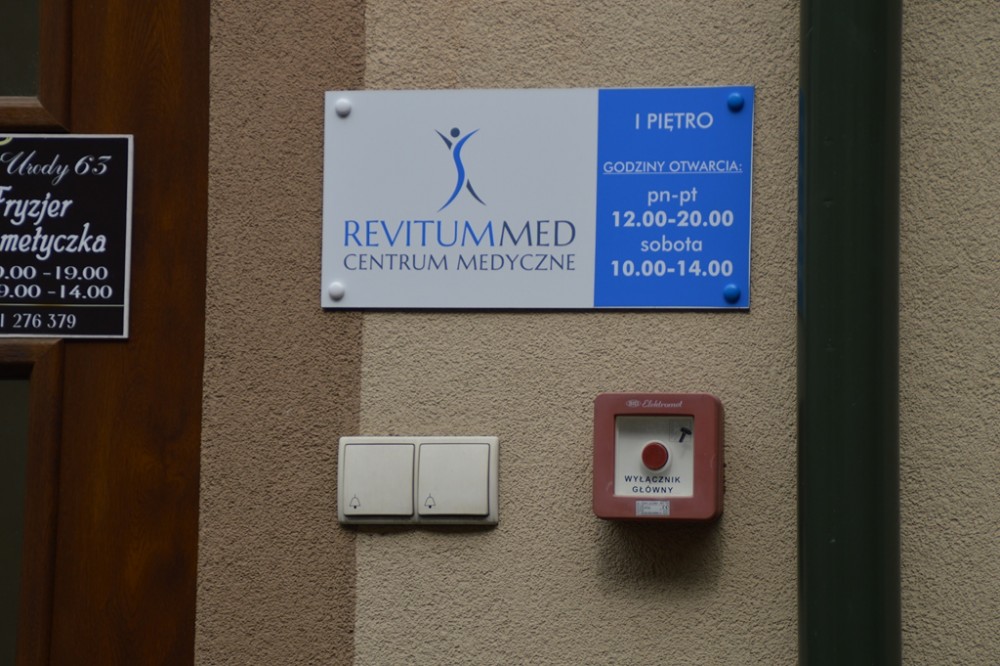 Urody 63
Fryzjer
metyczka
.00 - 19.00
9.00 - 14.00
1 276 379
REVITUMMED
CENTRUM MEDYCZNE
I PIĘTRO
GODZINY OTWARCIA:
pn-pt
12.00-20.00
sobota
10.00-14.00
Elektromet
WYŁĄCZNIK
GŁÓWNY